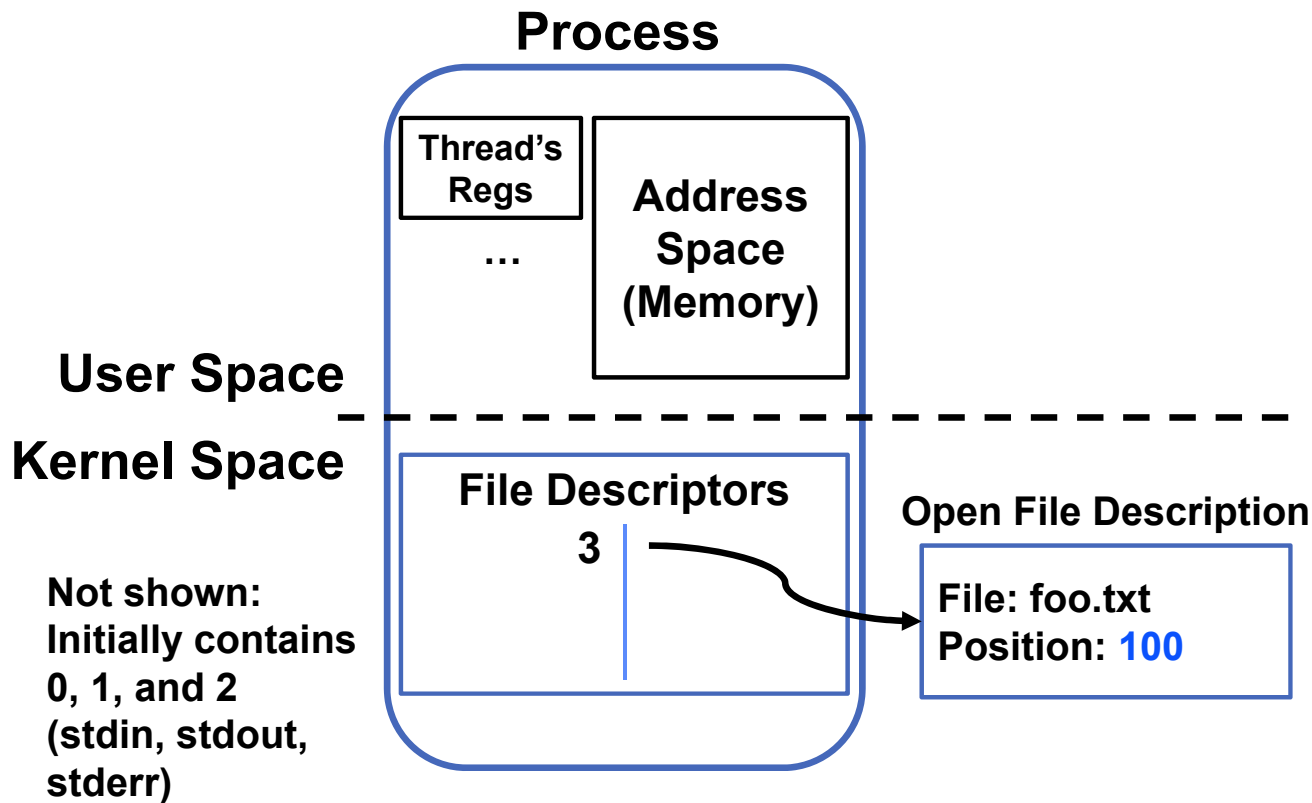 Process
Thread’s
Regs
...
Address
Space
(Memory)
User Space
Kernel Space
File Descriptors
3
Open File Description
File: foo.txt
Position: 100
Not shown:
Initially contains
0, 1, and 2
(stdin, stdout,
stderr)